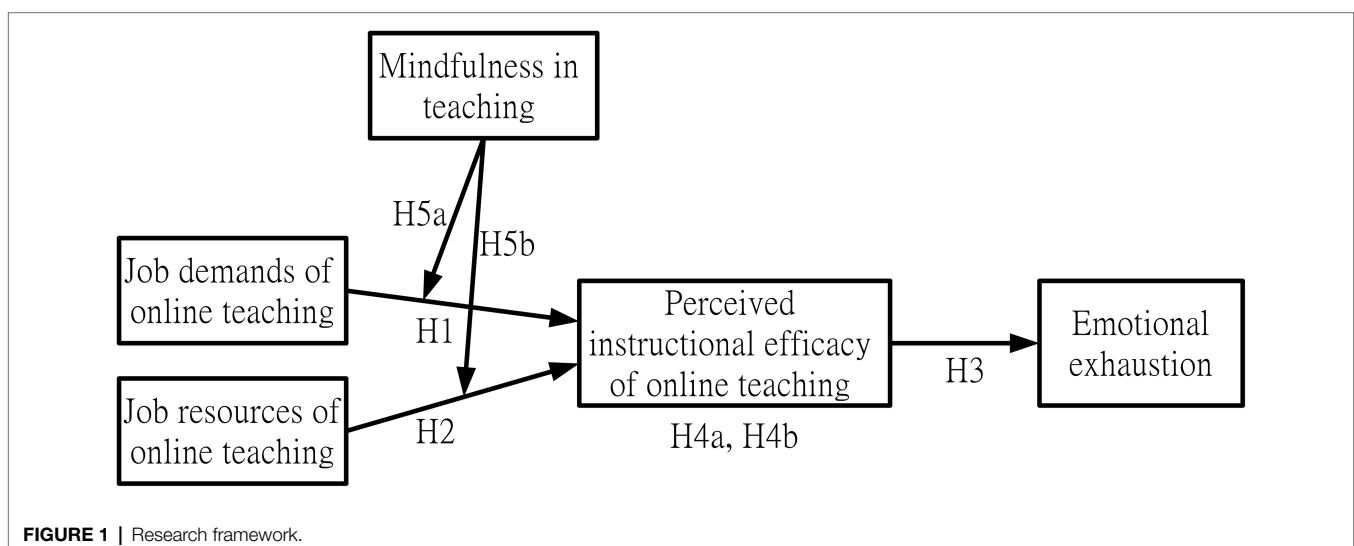 Mindfulness in
teaching
H5a
H5b
Job demands of
online teaching
H1
Perceived
instructional efficacy
of online teaching
H4a, H4b
H3
Emotional
exhaustion
Job resources of
online teaching
H2
FIGURE 1 | Research framework.